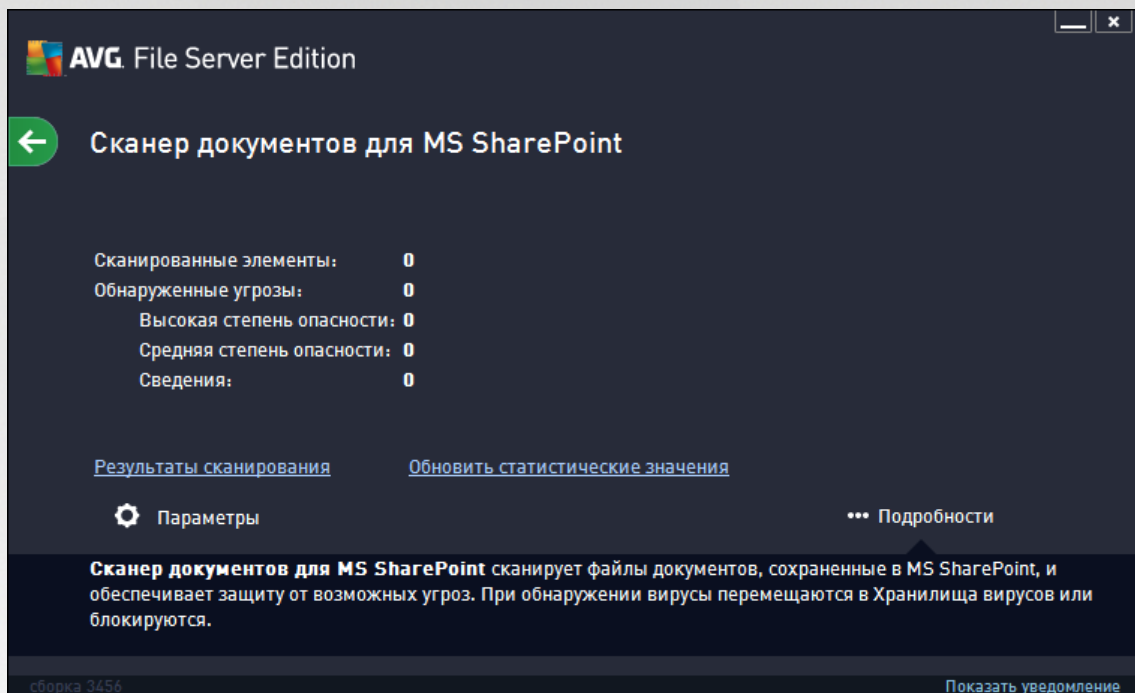 AVG. File Server Edition
Сканер документов для MS SharePoint
Сканированные элементы: 0
Обнаруженные угрозы: 0
Высокая степень опасности: 0
Средняя степень опасности: 0
Сведения: 0
Результаты сканирования Обновить статистические значения
Параметры ••• Подробности
Сканер документов для MS SharePoint сканирует файлы документов, сохраненные в MS SharePoint, и
обеспечивает защиту от возможных угроз. При обнаружении вирусы перемещаются в Хранилища вирусов или
блокируются.
сборка 3456 Показать уведомление